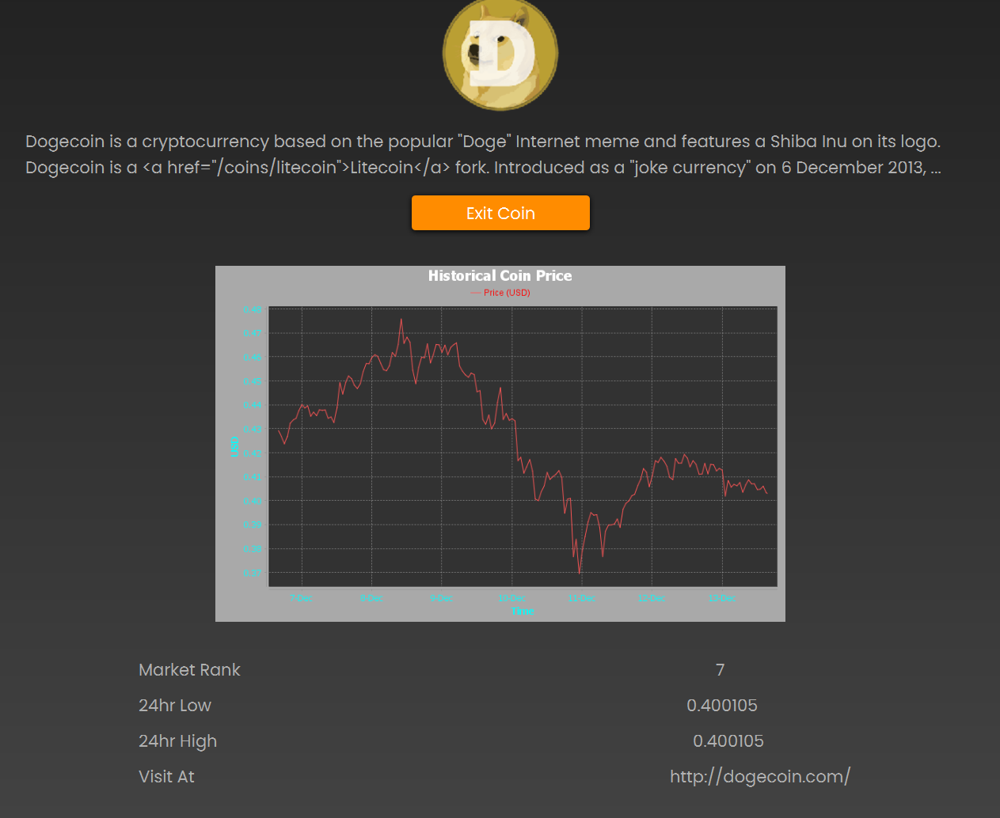 D
Dogecoin is a cryptocurrency based on the popular "Doge" Internet meme and features a Shiba Inu on its logo.
Dogecoin is a <a href="/coins/litecoin">Litecoin</a> fork. Introduced as a "joke currency" on 6 December 2013, ...
Exit Coin
Historical Coin Price
Price (USD)
0.48
0.47
0.46
0.45
0.44
0.43
0.42
0.41
0.40
0.39
0.38
0.37
USD
7-Dec 8-Dec 9-Dec 10-Dec 11-Dec 12-Dec 13-Dec
Time
Market Rank 7
24hr Low 0.400105
24hr High 0.400105
Visit At http://dogecoin.com/